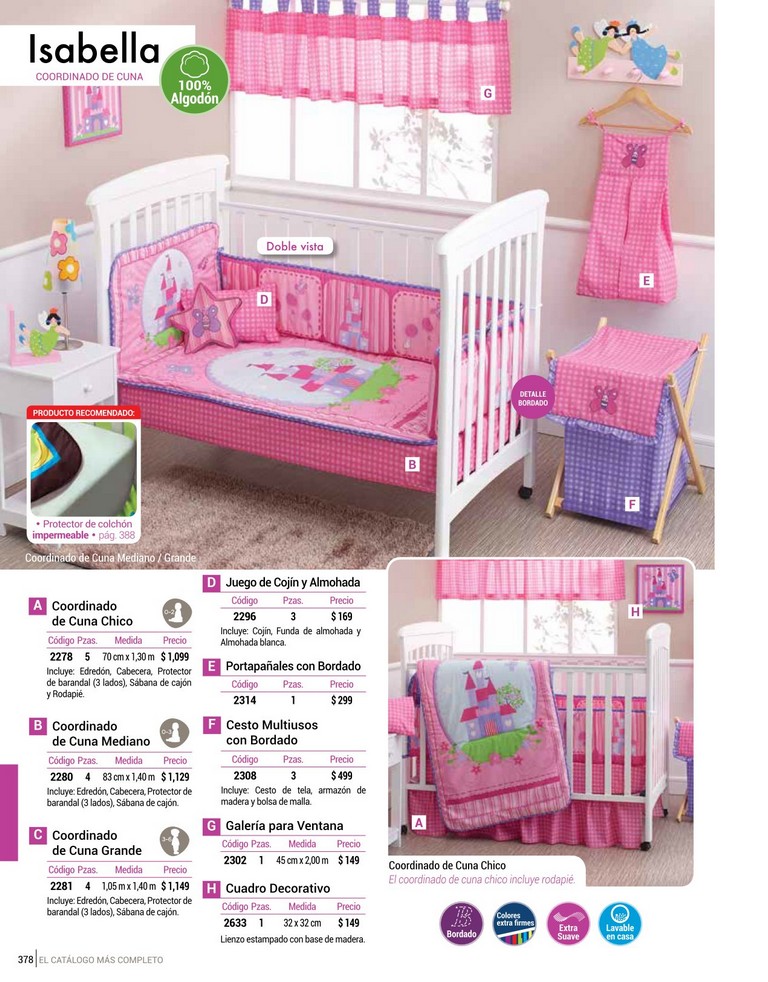 Isabella
COORDINADO DE CUNA
100%
Algodón
G
Doble vista
D
E
DETALLE
BORDADO
B
F
PRODUCTO RECOMENDADO:
• Protector de colchón
impermeable • pág. 388
Coordinado de Cuna Mediano / Grande
A Coordinado
de Cuna Chico
0-2
Código Pzas. Medida Precio
2278 5 70 cm x 1,30 m $1,099
Incluye: Edredón, Cabecera, Protector
de barandal (3 lados), Sábana de cajón
y Rodapié.
B Coordinado
de Cuna Mediano
0-3
Código Pzas. Medida Precio
2280 4 83 cm x 1,40 m $1,129
Incluye: Edredón, Cabecera, Protector de
barandal (3 lados), Sábana de cajón.
C Coordinado
de Cuna Grande
Código Pzas. Medida Precio
2281 4 1,05 m x 1,40 m $1,149
Incluye: Edredón, Cabecera, Protector de
barandal (3 lados), Sábana de cajón.
D Juego de Cojín y Almohada
Código Pzas. Precio
2296 3 $169
Incluye: Cojín, Funda de almohada y
Almohada blanca.
E Portapañales con Bordado
Código Pzas. Precio
2314 1 $299
F Cesto Multiusos
con Bordado
Código Pzas. Precio
2308 3 $499
Incluye: Cesto de tela, armazón de
madera y bolsa de malla.
G Galería para Ventana
Código Pzas. Medida Precio
2302 1 45 cm x 2,00 m $149
H Cuadro Decorativo
Código Pzas. Medida Precio
2633 1 32 x 32 cm $149
Lienzo estampado con base de madera.
H
A
Coordinado de Cuna Chico
El coordinado de cuna chico incluye rodapié.
Bordado
Colores
extra firmes
Extra
Suave
Lavable
en casa
378 EL CATÁLOGO MÁS COMPLETO